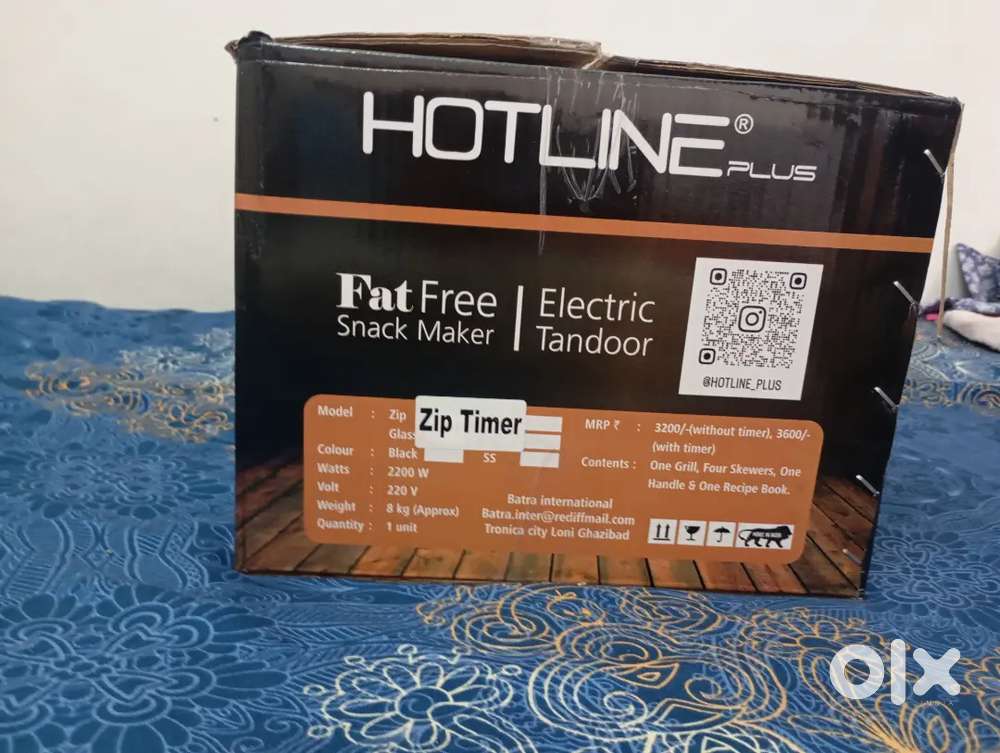 HOTLINE®
PLUS
Fat Free
Snack Maker
Electric
Tandoor
@HOTLINE_PLUS
Model : Zip
Zip Timer
Colour : Black SS
Watts : 2200 W
Volt : 220 V
Weight : 8 kg (Approx)
Quantity : 1 unit
MRP ₹ : 3200/-(without timer), 3600/-
(with timer)
Contents : One Grill, Four Skewers, One
Handle & One Recipe Book.
Batra international
Batra.inter@rediffmail.com
Tronica city Loni Ghazibad
olx